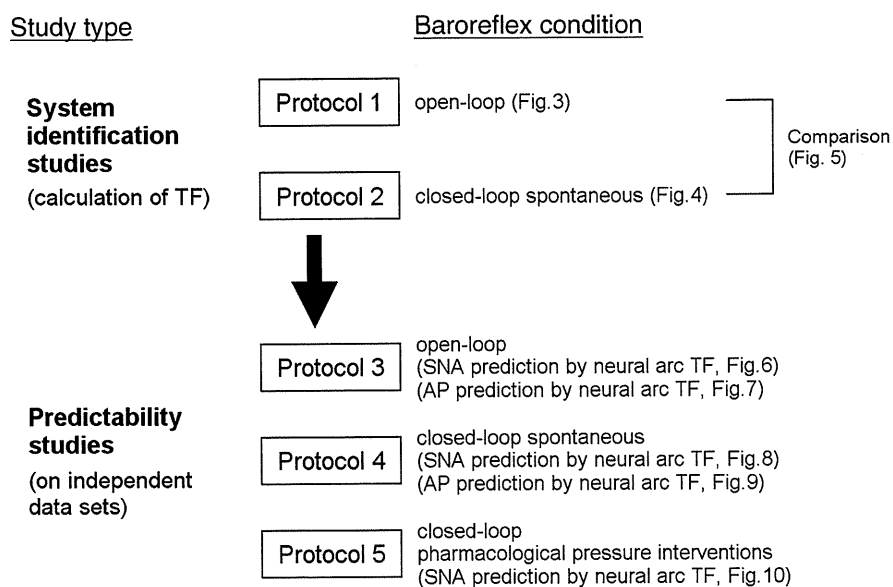 Study type
Baroreflex condition
System
identification
studies
(calculation of TF)
Protocol 1
open-loop (Fig.3)
Protocol 2
closed-loop spontaneous (Fig.4)
Comparison
(Fig. 5)
Predictability
studies
(on independent
data sets)
Protocol 3
open-loop
(SNA prediction by neural arc TF, Fig.6)
(AP prediction by neural arc TF, Fig.7)
Protocol 4
closed-loop spontaneous
(SNA prediction by neural arc TF, Fig.8)
(AP prediction by neural arc TF, Fig.9)
Protocol 5
closed-loop
pharmacological pressure interventions
(SNA prediction by neural arc TF, Fig.10)